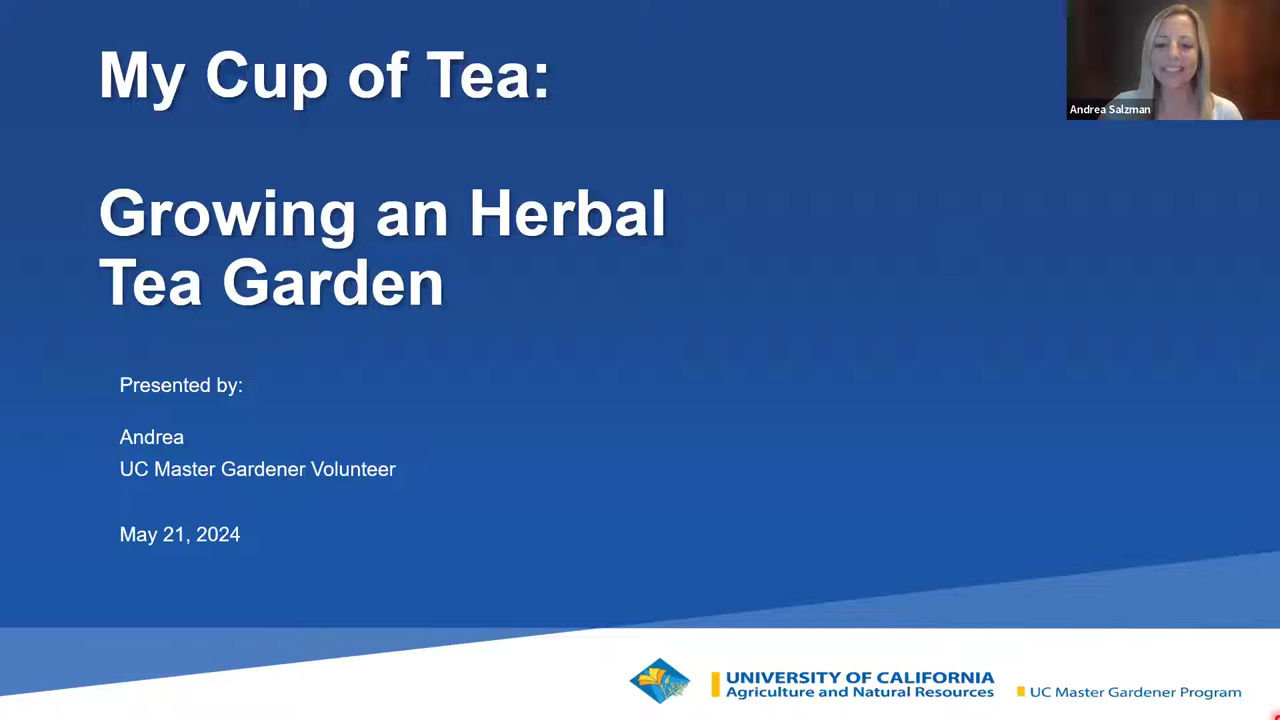 My Cup of Tea:
Growing an Herbal
Tea Garden
Presented by:
Andrea
UC Master Gardener Volunteer
May 21, 2024
Andrea Salzman
UNIVERSITY OF CALIFORNIA
Agriculture and Natural Resources
UC Master Gardener Program